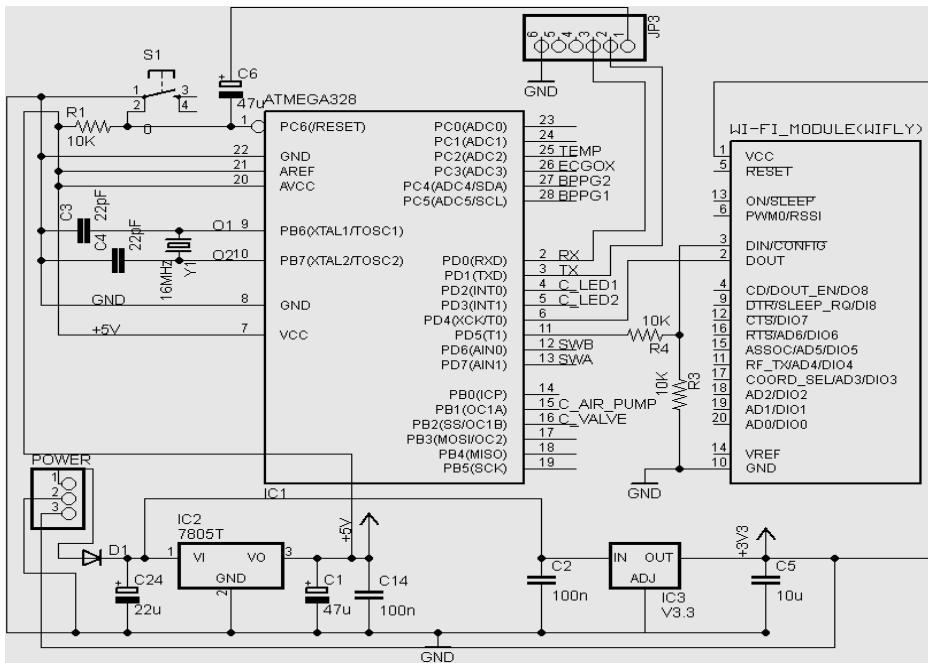 JP3
6 5 4 3 2 1
GND
S1
1 3
2 4
C6
47u
R1
10K
0
ATMEGA328
1 PC6(/RESET)
22 GND
21 AREF
20 AVCC
9 PB6(XTAL1/TOSC1)
10 PB7(XTAL2/TOSC2)
8 GND
7 VCC
C3
22pF
C4
22pF
O1
O2
16MHz
Y1
GND
+5V
PC0(ADC0) 23
PC1(ADC1) 24
PC2(ADC2) 25 TEMP
PC3(ADC3) 26 ECGOX
PC4(ADC4/SDA) 27 BPPG2
PC5(ADC5/SCL) 28 BPPG1
PD0(RXD) 2 RX
PD1(TXD) 3 TX
PD2(INT0) 4 C_LED1
PD3(INT1) 5 C_LED2
PD4(XCK/T0) 6
PD5(T1) 11
PD6(AIN0) 12 SWB
PD7(AIN1) 13 SWA
PB0(ICP) 14
PB1(OC1A) 15 C_AIR_PUMP
PB2(SS/OC1B) 16 C_VALVE
PB3(MOSI/OC2) 17
PB4(MISO) 18
PB5(SCK) 19
IC1
10K
R4
10K
R3
GND
WI-FI_MODULE(WIFLY)
1 VCC
5 RESET
13 ON/SLEEP
6 PWM0/RSSI
3 DIN/CONFIG
2 DOUT
4 CD/DOUT_EN/DO8
9 DTR/SLEEP_RQ/DI8
12 CTS/DIO7
16 RTS/AD6/DIO6
15 ASSOC/AD5/DIO5
11 RF_TX/AD4/DIO4
17 COORD_SEL/AD3/DIO3
18 AD2/DIO2
19 AD1/DIO1
20 AD0/DIO0
14 VREF
10 GND
POWER
1
2
3
D1
C24
22u
IC2
7805T
1 VI VO 3
GND
2
+5V
C1
47u
C14
100n
C2
100n
IN OUT
ADJ
IC3
V3.3
+3V3
C5
10u
GND